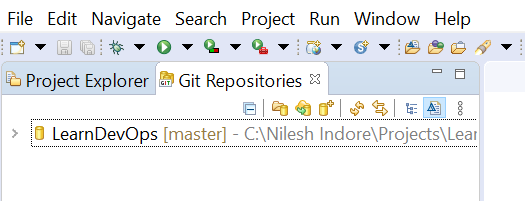 File Edit Navigate Search Project Run Window Help
Project Explorer Git Repositories
LearnDevOps [master] - C:\Nilesh Indore\Projects\Lear